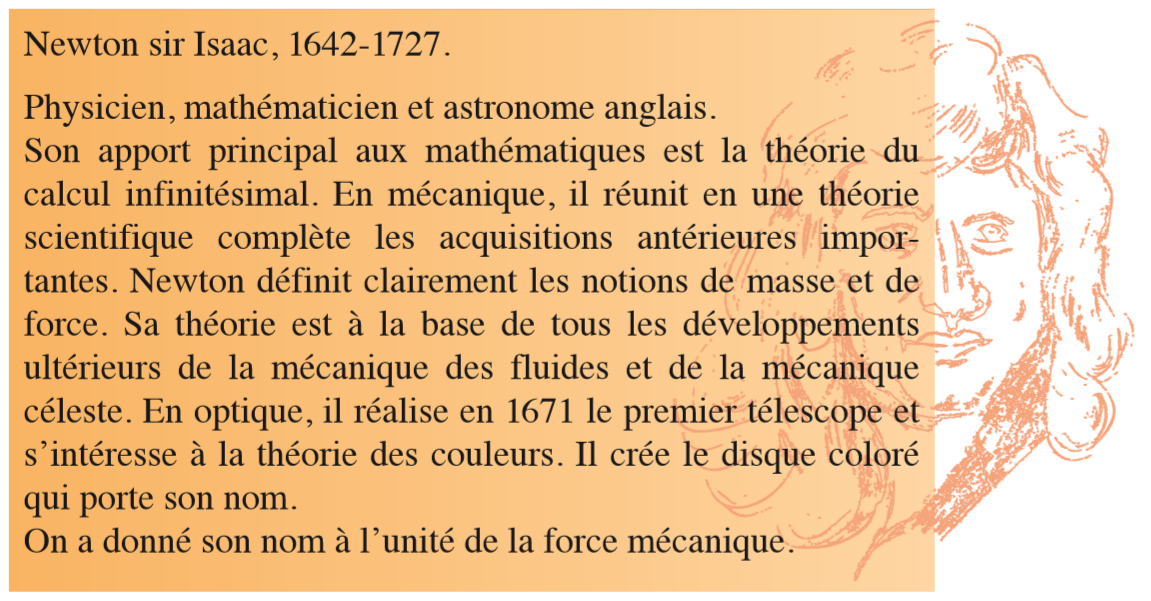 Newton sir Isaac, 1642-1727.
Physicien, mathématicien et astronome anglais.
Son apport principal aux mathématiques est la théorie du
calcul infinitésimal. En mécanique, il réunit en une théorie
scientifique complète les acquisitions antérieures impor-
tantes. Newton définit clairement les notions de masse et de
force. Sa théorie est à la base de tous les développements
ultérieurs de la mécanique des fluides et de la mécanique
céleste. En optique, il réalise en 1671 le premier télescope et
s’intéresse à la théorie des couleurs. Il crée le disque coloré
qui porte son nom.
On a donné son nom à l’unité de la force mécanique.